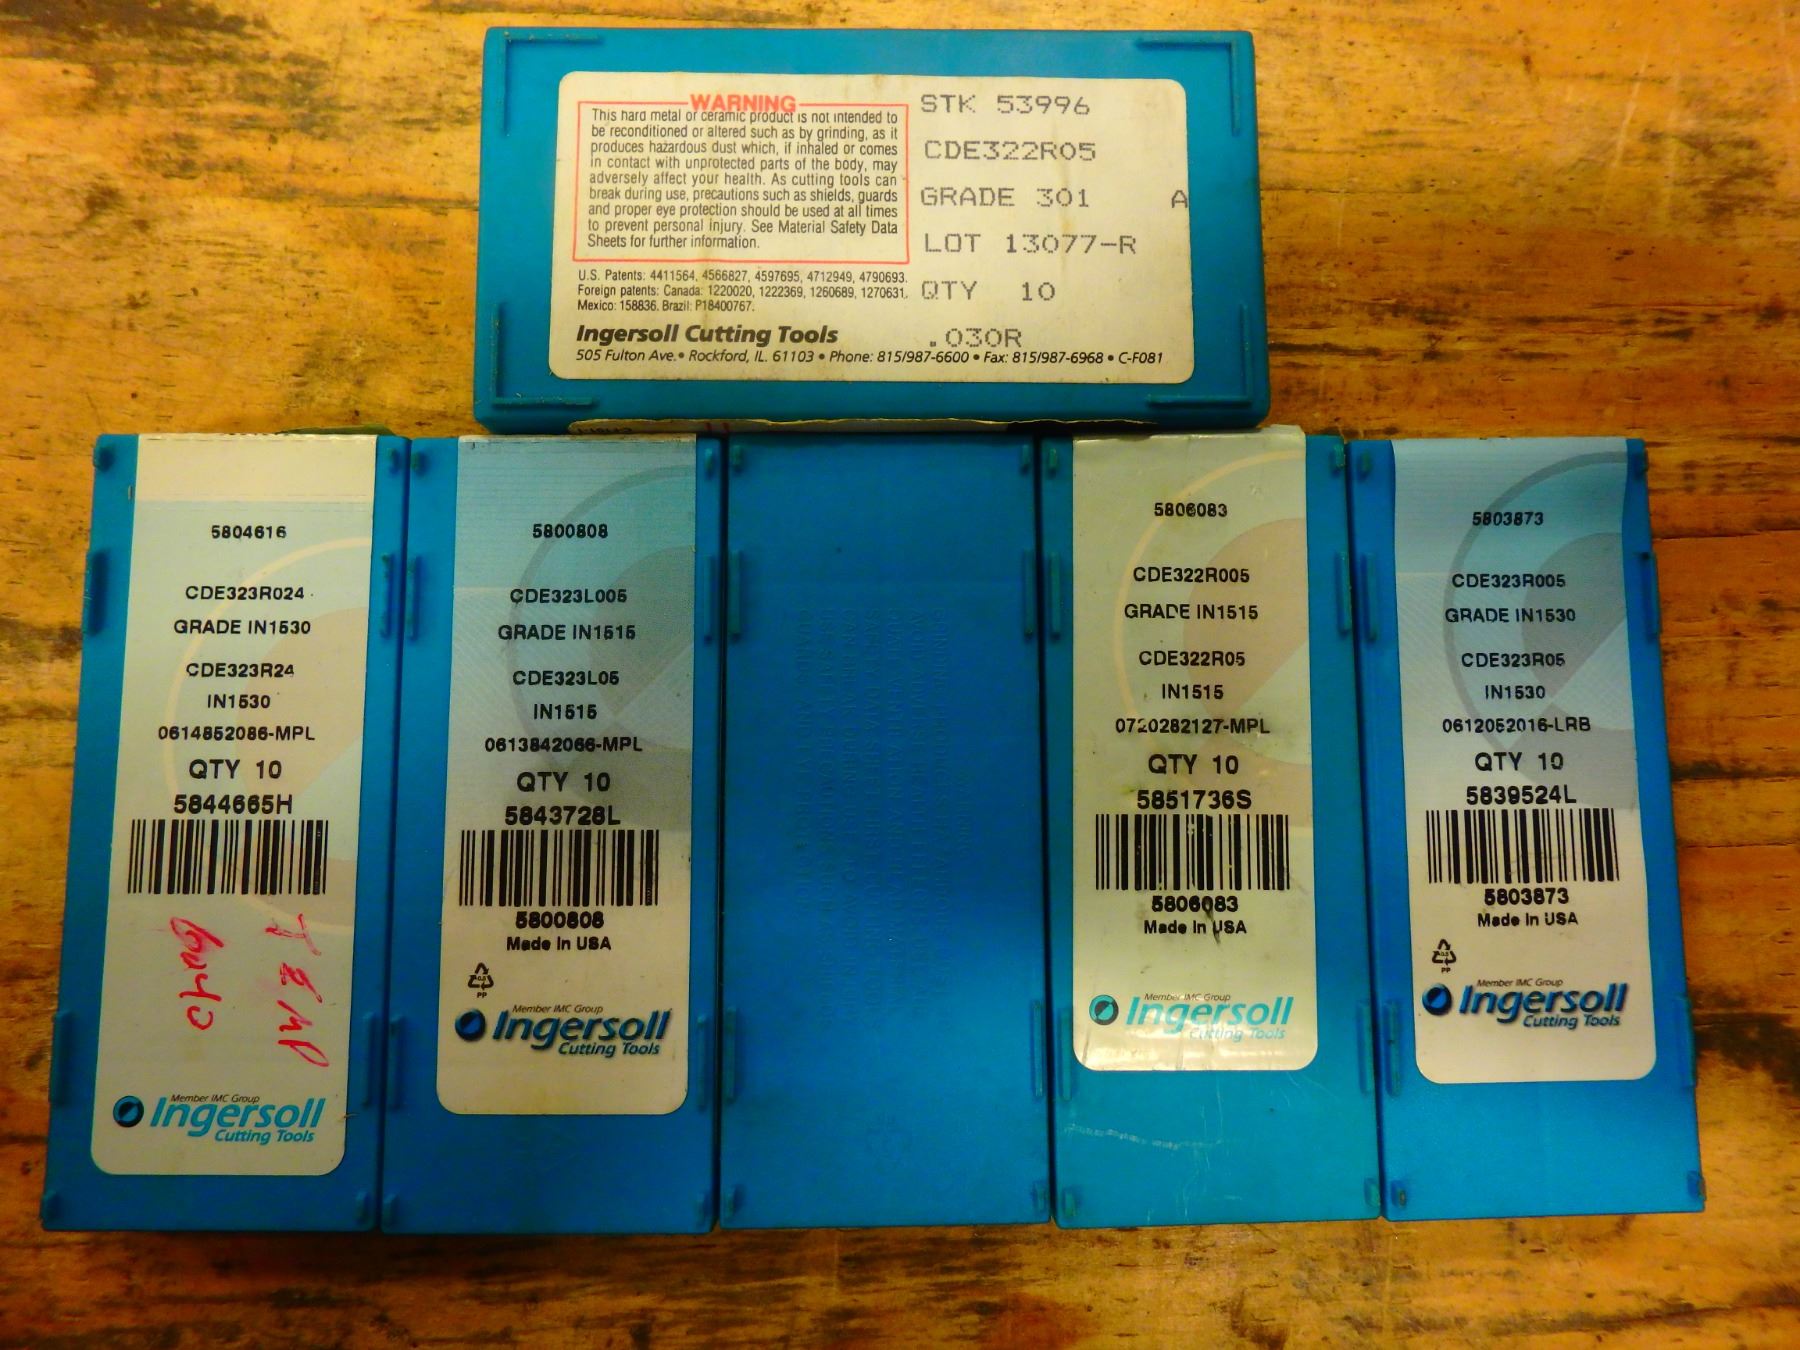 WARNING
This hard metal or ceramic product is not intended to
be reconditioned or altered such as by grinding, as it
produces hazardous dust which, if inhaled or comes
in contact with unprotected parts of the body, may
adversely affect your health. As cutting tools can
break during use, precautions such as shields, guards
and proper eye protection should be used at all times
to prevent personal injury. See Material Safety Data
Sheets for further information.
U.S. Patents: 4411564, 4566827, 4597695, 4712949, 4790693.
Foreign patents: Canada: 1220020, 1222369, 1260689, 1270631.
Mexico: 158836. Brazil: P18400767.
Ingersoll Cutting Tools
505 Fulton Ave. • Rockford, IL. 61103 • Phone: 815/987-6600 • Fax: 815/987-6968 • C-F081
STK 53996
CDE322R05
GRADE 301 A
LOT 13077-R
QTY 10
.030R
5804616
CDE323R024
GRADE IN1530
CDE323R24
IN1530
0614852086-MPL
QTY 10
5844665H
TEMP
Member IMC Group
Ingersoll
Cutting Tools
5800808
CDE323L005
GRADE IN1515
CDE323L05
IN1515
0613842066-MPL
QTY 10
5843728L
5800808
Made In USA
PP
Member IMC Group
Ingersoll
Cutting Tools
5806083
CDE322R005
GRADE IN1515
CDE322R05
IN1515
0720282127-MPL
QTY 10
5851736S
5806083
Made In USA
Member IMC Group
Ingersoll
Cutting Tools
5803873
CDE323R005
GRADE IN1530
CDE323R05
IN1530
0612052016-LRB
QTY 10
5839524L
5803873
Made In USA
PP
Member IMC Group
Ingersoll
Cutting Tools